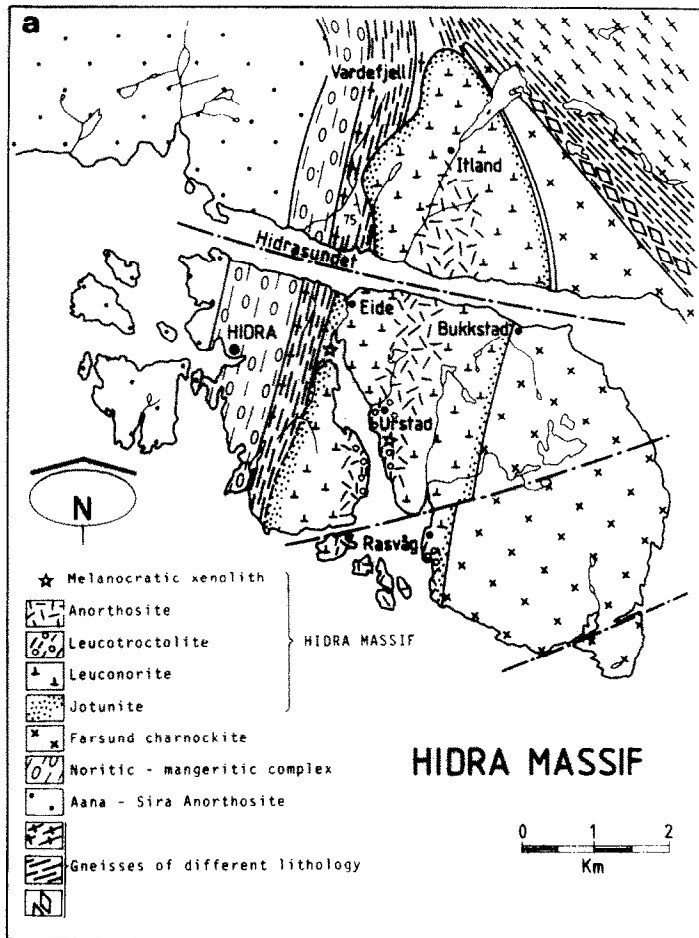 a
Vardefjell
Itland
75
Hidrasundet
Eide
HIDRA
Bukkstad
Urstad
N
Rasvåg
Melanocratic xenolith
Anorthosite
Leucotroctolite
HIDRA MASSIF
Leuconorite
Jotunite
Farsund charnockite
Noritic - mangeritic complex
Aana - Sira Anorthosite
Gneisses of different lithology
HIDRA MASSIF
0 1 2
Km